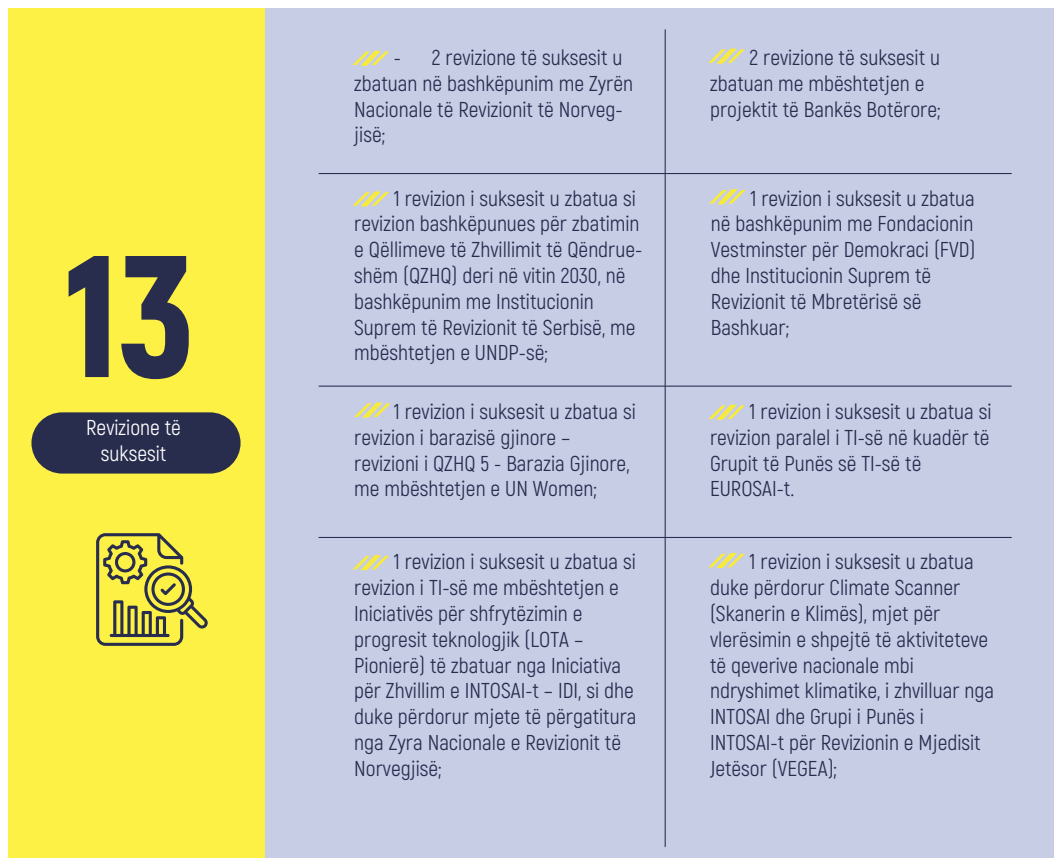 13
Revizione të
suksesit
- 2 revizione të suksesit u
zbatuan në bashkëpunim me Zyrën
Nacionale të Revizionit të Norveg-
jisë;
2 revizione të suksesit u
zbatuan me mbështetjen e
projektit të Bankës Botërore;
1 revizion i suksesit u zbatua si
revizion bashkëpunues për zbatimin
e Qëllimeve të Zhvillimit të Qëndrue-
shëm (QZHQ) deri në vitin 2030, në
bashkëpunim me Institucionin
Suprem të Revizionit të Serbisë, me
mbështetjen e UNDP-së;
1 revizion i suksesit u zbatua
në bashkëpunim me Fondacionin
Vestminster për Demokraci (FVD)
dhe Institucionin Suprem të
Revizionit të Mbretërisë së
Bashkuar;
1 revizion i suksesit u zbatua si
revizion i barazisë gjinore –
revizioni i QZHQ 5 - Barazia Gjinore,
me mbështetjen e UN Women;
1 revizion i suksesit u zbatua si
revizion paralel i TI-së në kuadër të
Grupit të Punës së TI-së të
EUROSAI-t.
1 revizion i suksesit u zbatua si
revizion i TI-së me mbështetjen e
Iniciativës për shfrytëzimin e
progresit teknologjik (LOTA –
Pionierë) të zbatuar nga Iniciativa
për Zhvillim e INTOSAI-t – IDI, si dhe
duke përdorur mjete të përgatitura
nga Zyra Nacionale e Revizionit të
Norvegjisë;
1 revizion i suksesit u zbatua
duke përdorur Climate Scanner
(Skanerin e Klimës), mjet për
vlerësimin e shpejtë të aktiviteteve
të qeverive nacionale mbi
ndryshimet klimatike, i zhvilluar nga
INTOSAI dhe Grupi i Punës i
INTOSAI-t për Revizionin e Mjedisit
Jetësor (VEGEA);